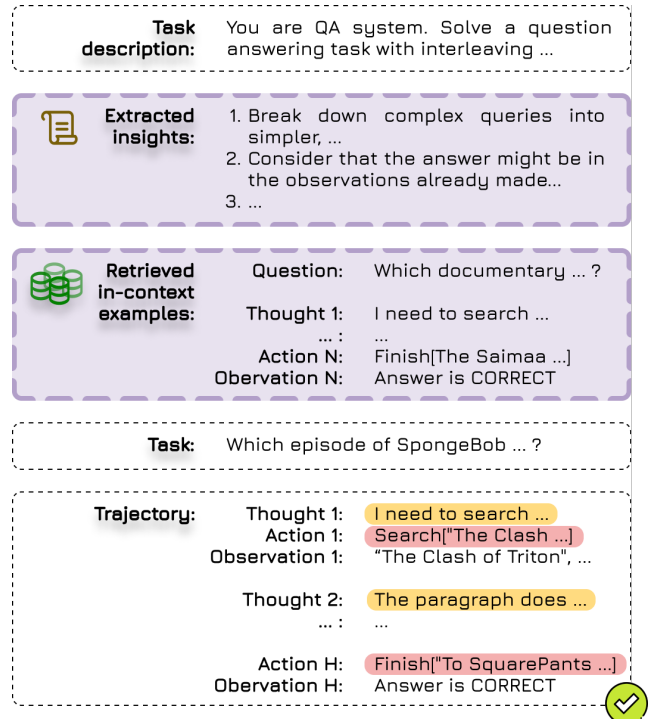 Task description: You are QA system. Solve a question answering task with interleaving ...
Extracted insights:
1. Break down complex queries into simpler, ...
2. Consider that the answer might be in the observations already made...
3. ...
Retrieved in-context examples:
Question: Which documentary ... ?
Thought 1: I need to search ...
... : ...
Action N: Finish[The Saimaa ...]
Obervation N: Answer is CORRECT
Task: Which episode of SpongeBob ... ?
Trajectory:
Thought 1: I need to search ...
Action 1: Search["The Clash ...]
Observation 1: “The Clash of Triton", ...
Thought 2: The paragraph does ...
... : ...
Action H: Finish["To SquarePants ...]
Obervation H: Answer is CORRECT